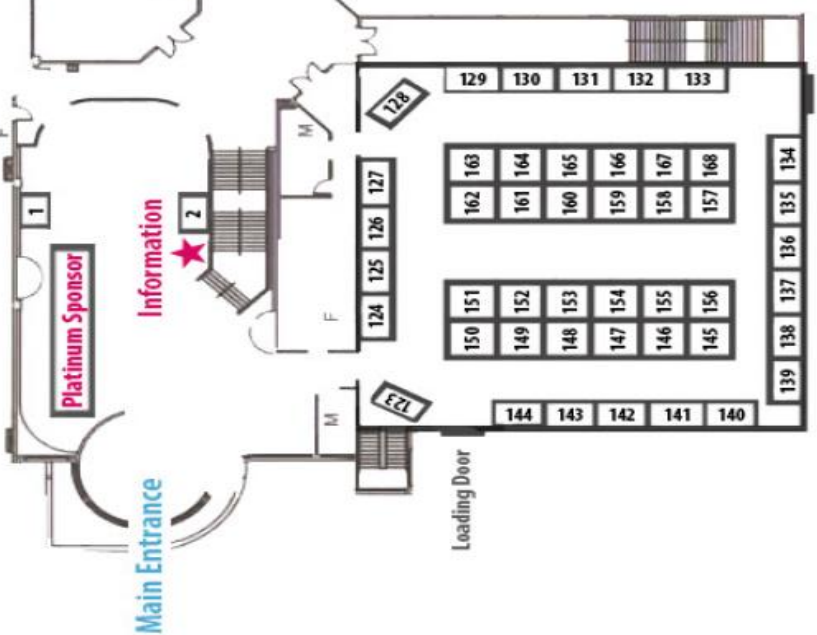 129 130 131 132 133
128
M
163 164 165 166 167 168
134
127
162 161 160 159 158 157
135
1
2
126
136
Information
Platinum Sponsor
125
137
151 152 153 154 155 156
124
F
150 149 148 147 146 145
138
139
123
M
144 143 142 141 140
Main Entrance
Loading Door